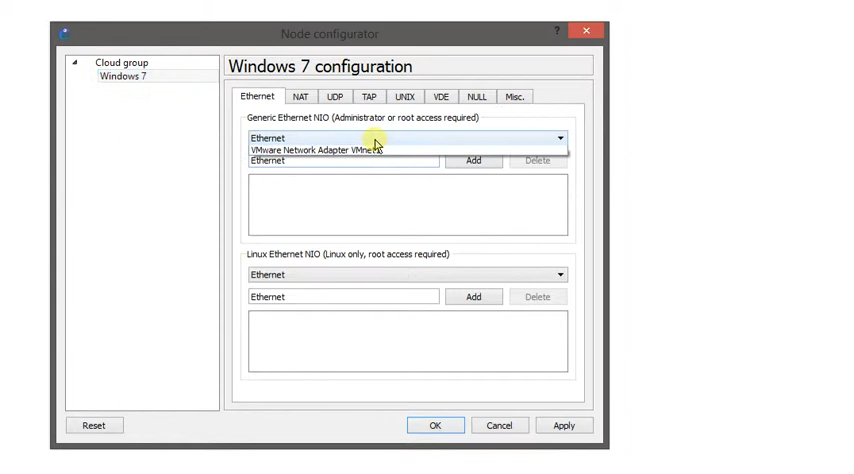 Node configurator
?
Cloud group
Windows 7
Windows 7 configuration
Ethernet NAT UDP TAP UNIX VDE NULL Misc.
Generic Ethernet NIO (Administrator or root access required)
Ethernet
VMware Network Adapter
Ethernet Add Delete
Linux Ethernet NIO (Linux only, root access required)
Ethernet
Ethernet Add Delete
Reset OK Cancel Apply